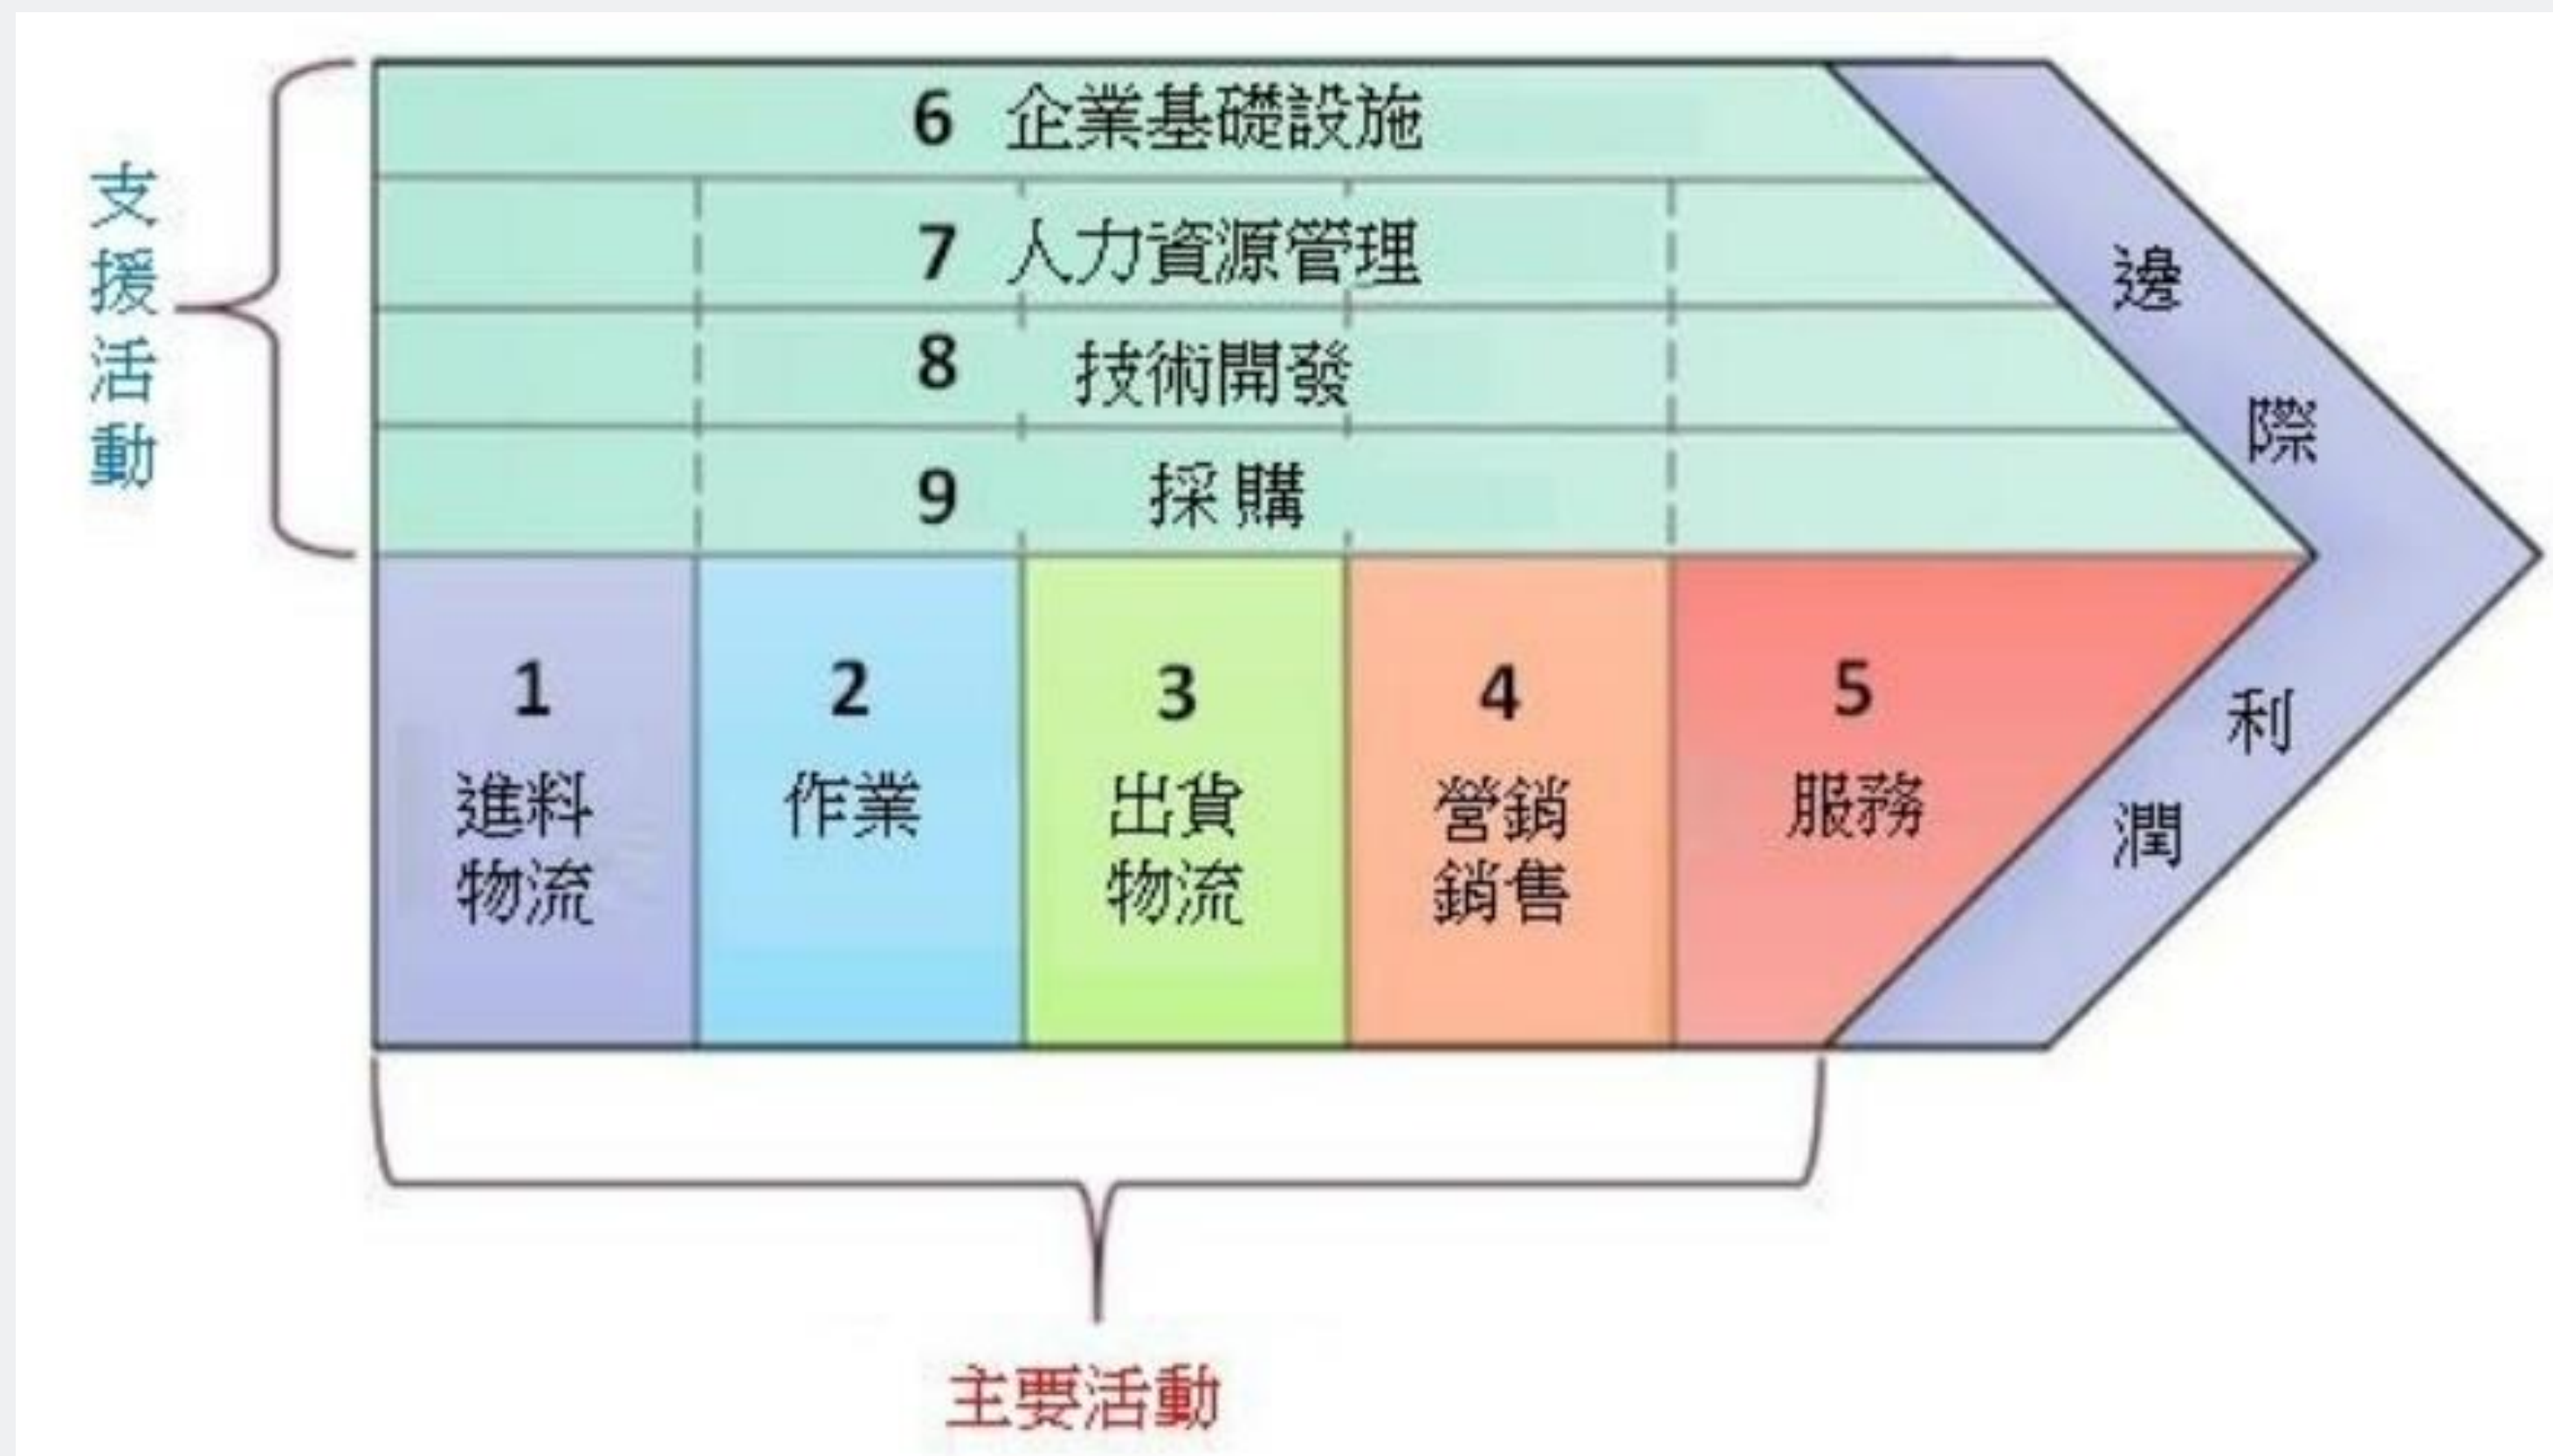 支援活動
6 企業基礎設施
7 人力資源管理
8 技術開發
9 採購
1
進料
物流
2
作業
3
出貨
物流
4
營銷
銷售
5
服務
邊際利潤
主要活動